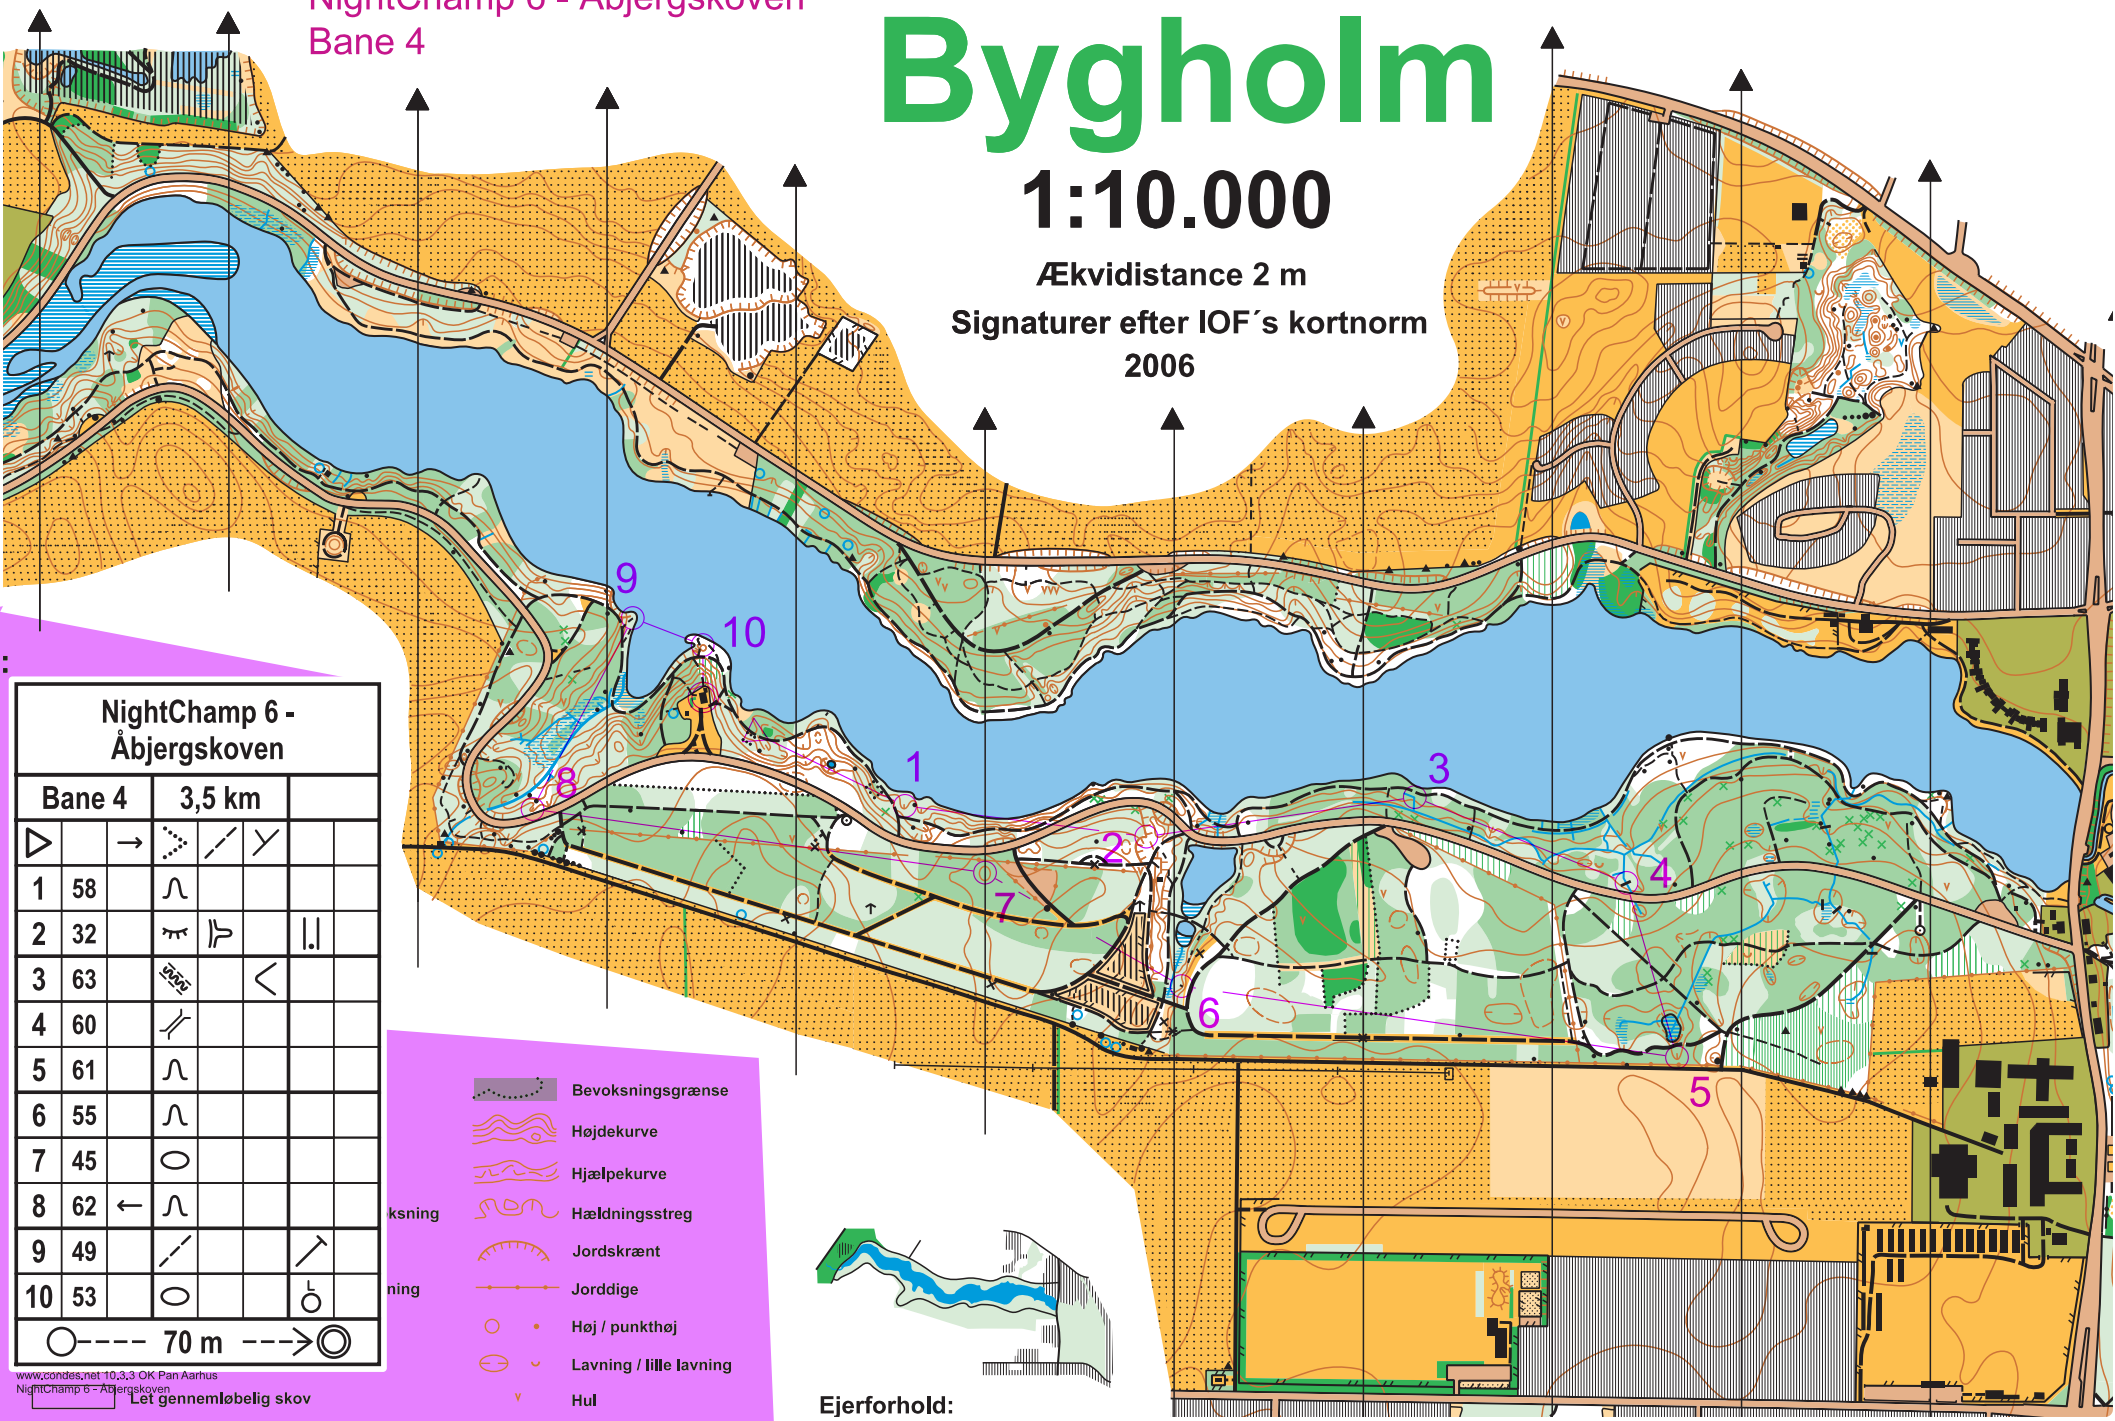 NightChamp 6 - Åbjergskoven
Bane 4
Bygholm
1:10.000
Ækvidistance 2 m
Signaturer efter IOF´s kortnorm
2006
9
10
8
1
2
3
4
7
6
5
:
NightChamp 6 -
Åbjergskoven
Bane 4 3,5 km
1 58
2 32
3 63
4 60
5 61
6 55
7 45
8 62
9 49
10 53
70 m
www.condes.net 10.3.3 OK Pan Aarhus
NightChamp 6 - Åbjergskoven
Let gennemløbelig skov
ksning
ning
Bevoksningsgrænse
Højdekurve
Hjælpekurve
Hældningsstreg
Jordskrænt
Jorddige
Høj / punkthøj
Lavning / lille lavning
Hul
Ejerforhold: